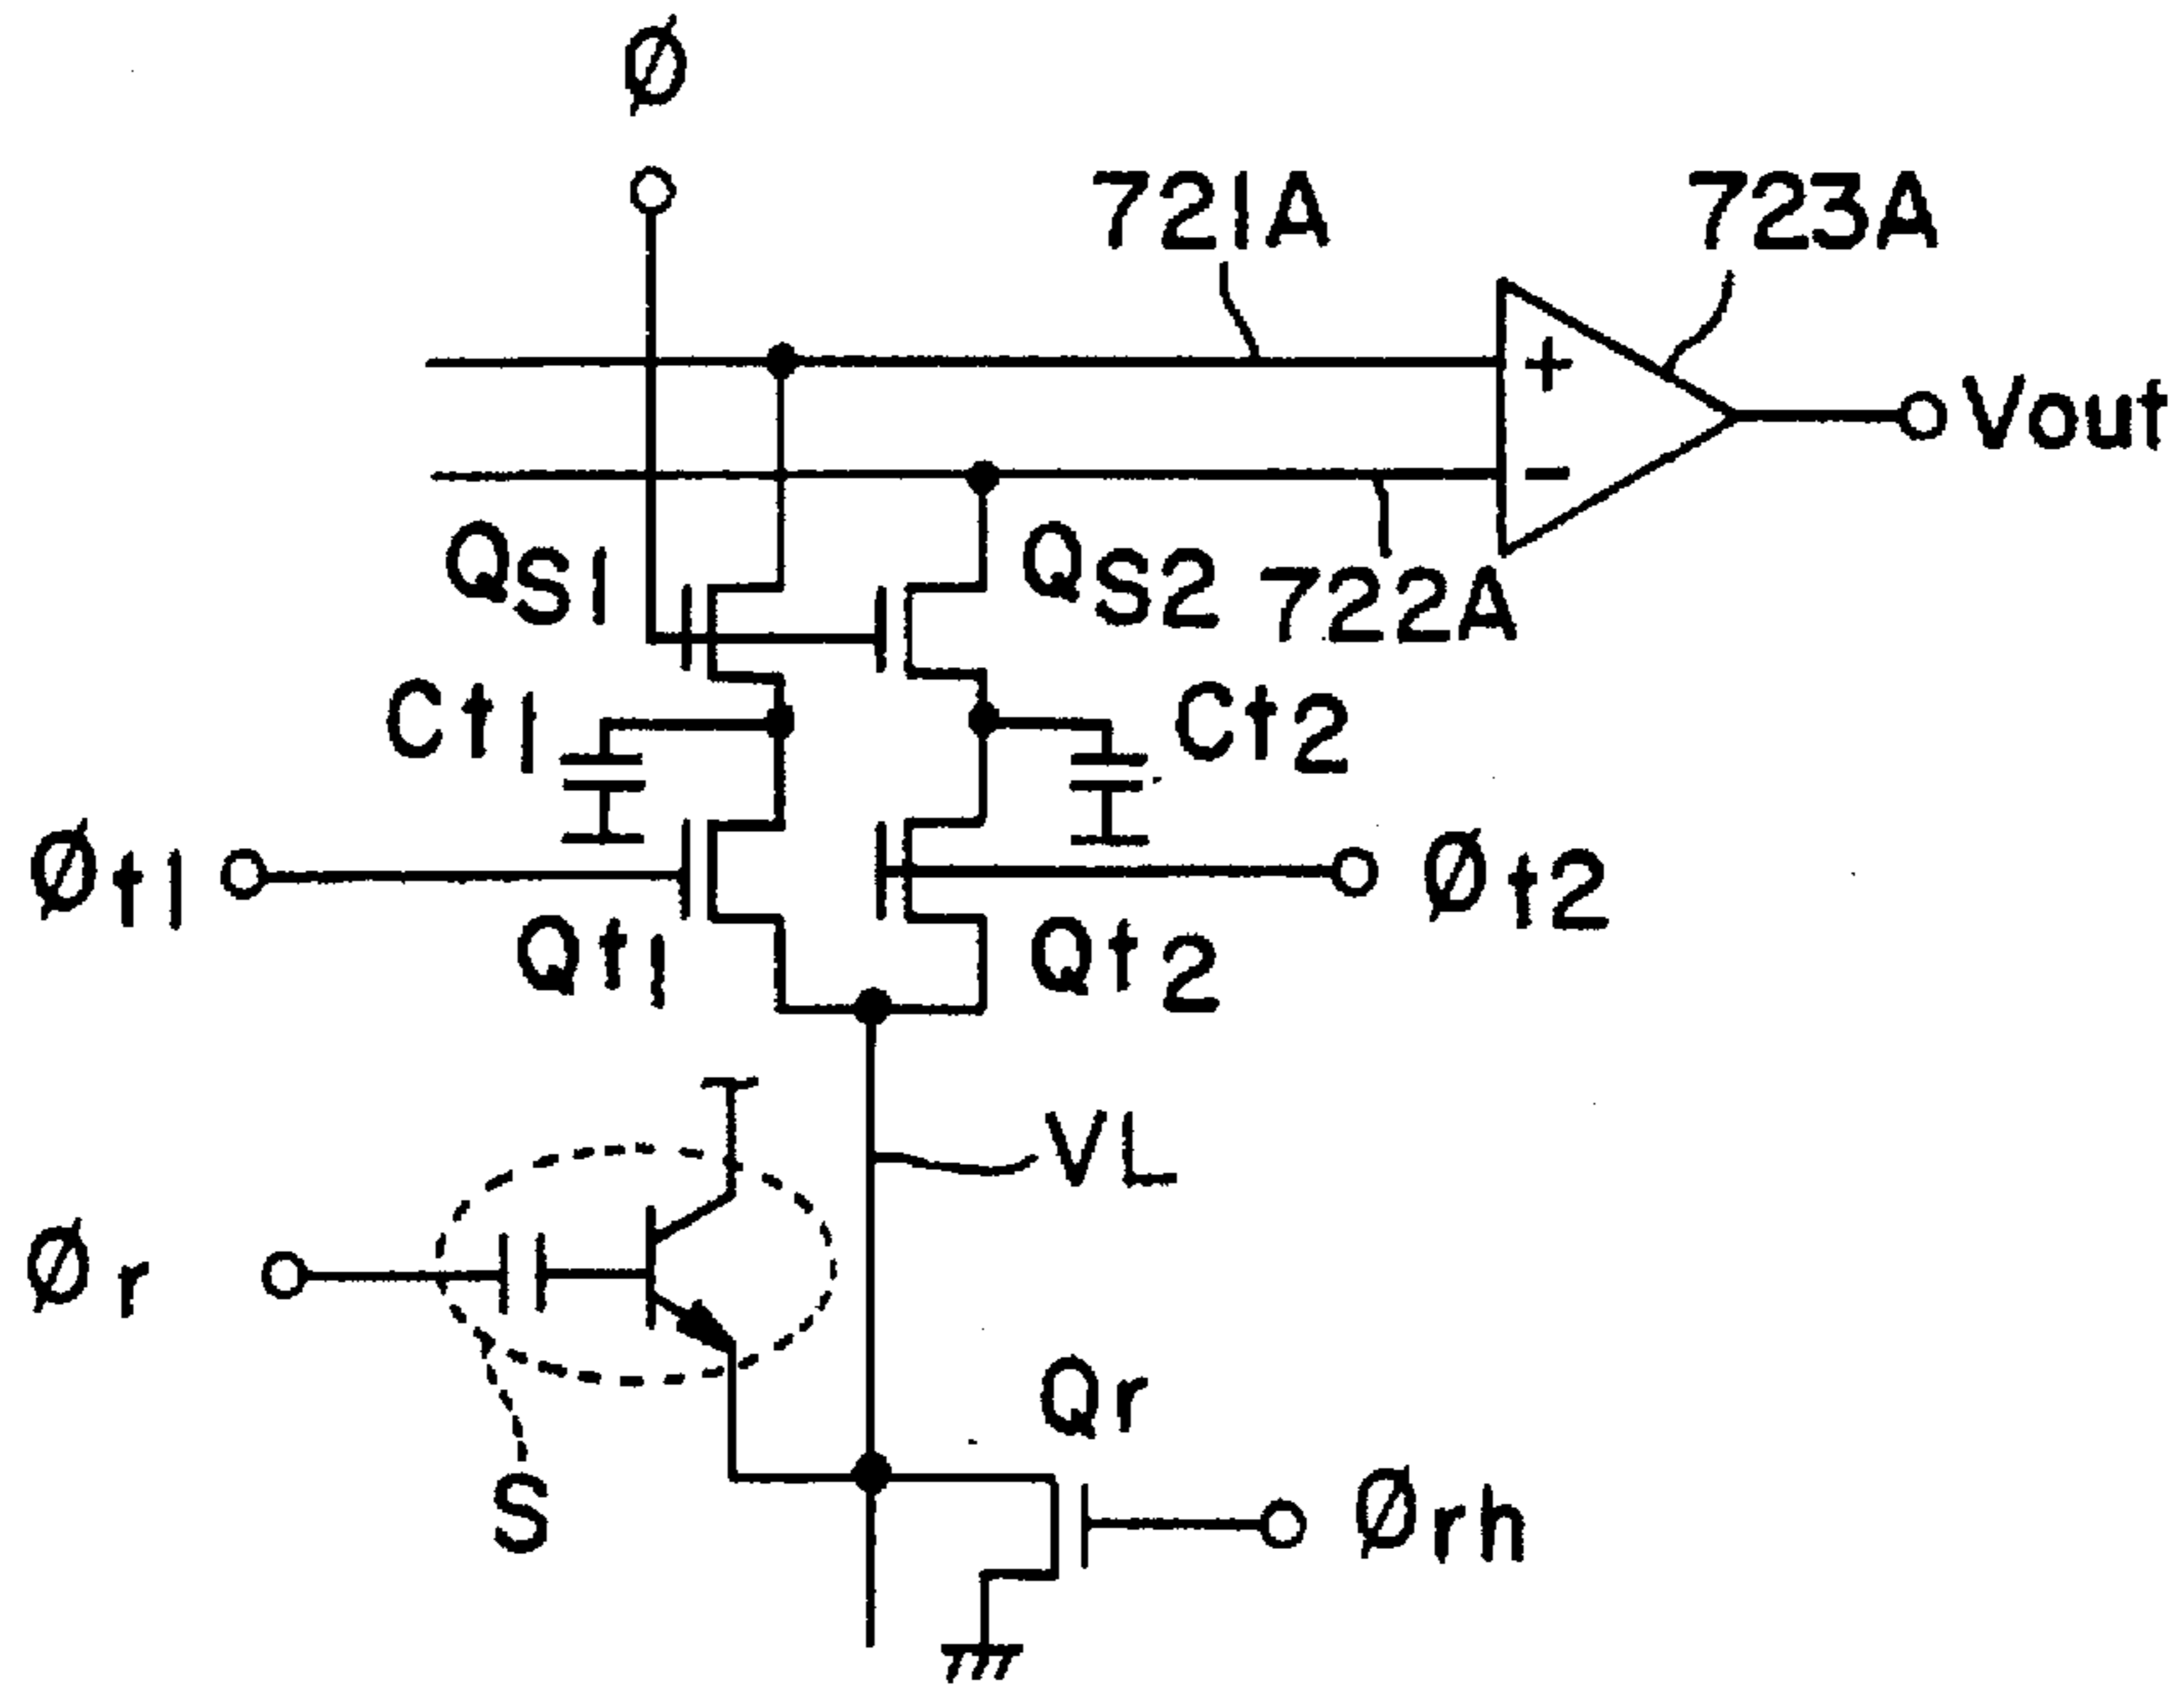 Ø
721A
723A
+
Vout
−
QS1
QS2
722A
Ct1
Ct2
Øt1
Øt2
Qt1
Qt2
VL
Ør
Qr
S
Ørh